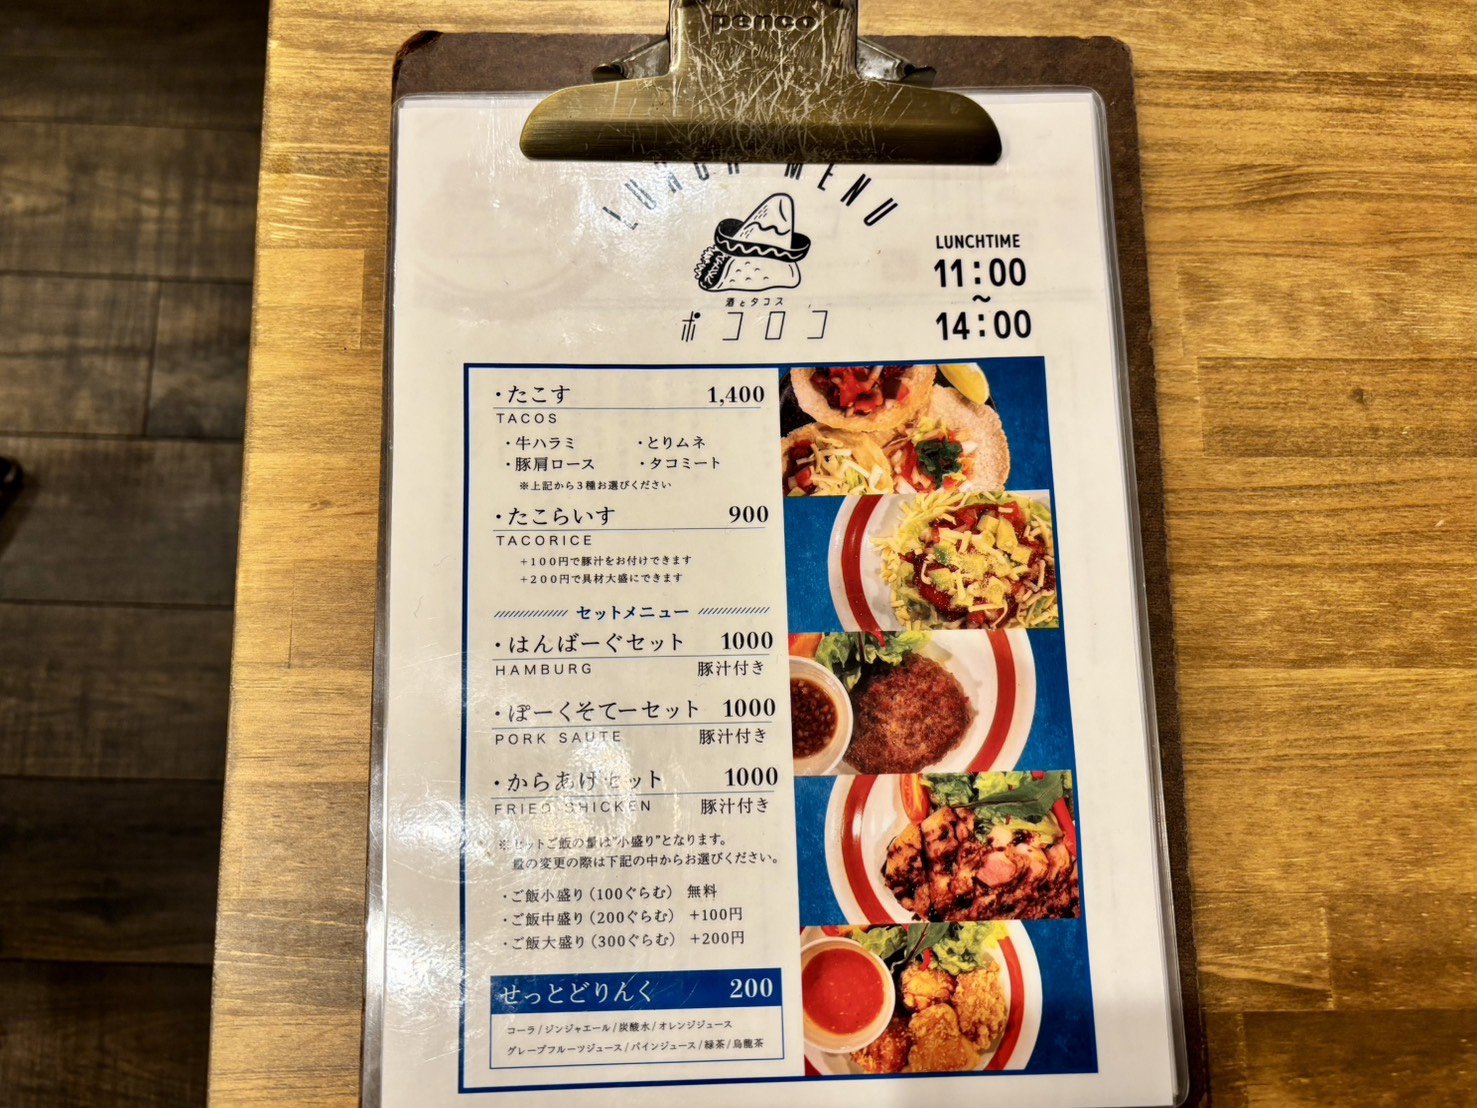 penco
LUNCH MENU
LUNCHTIME
11:00
~
14:00
酒とタコス
ポコロコ
・たこす 1,400
TACOS
・牛ハラミ ・とりムネ
・豚肩ロース ・タコミート
※上記から3種お選びください
・たこらいす 900
TACORICE
+100円で豚汁をお付けできます
+200円で具材大盛にできます
セットメニュー
・はんばーぐセット 1000
HAMBURG 豚汁付き
・ぽーくそてーセット 1000
PORK SAUTE 豚汁付き
・からあげセット 1000
FRIED SHICKEN 豚汁付き
※セットご飯の量は"小盛り"となります。
量の変更の際は下記の中からお選びください。
・ご飯小盛り(100ぐらむ) 無料
・ご飯中盛り(200ぐらむ) +100円
・ご飯大盛り(300ぐらむ) +200円
せっとどりんく 200
コーラ/ジンジャエール/炭酸水/オレンジジュース
グレープフルーツジュース/パインジュース/緑茶/烏龍茶